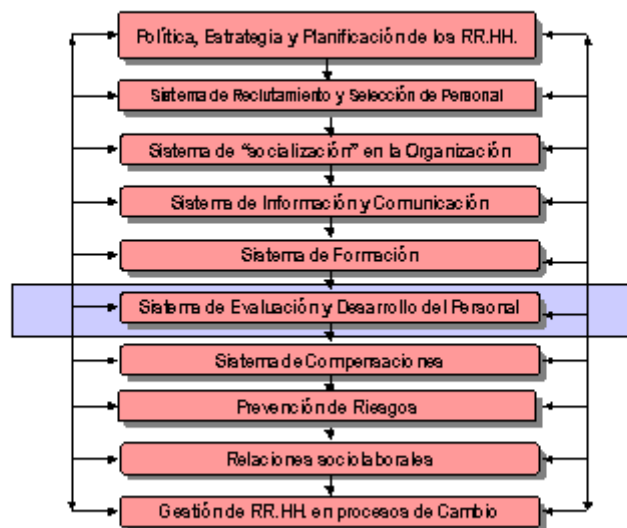 Política, Estrategia y Planificación de los RR.HH.
Sistema de Reclutamiento y Selección de Personal
Sistema de "socialización" en la Organización
Sistema de Información y Comunicación
Sistema de Formación
Sistema de Evaluación y Desarrollo del Personal
Sistema de Compensaciones
Prevención de Riesgos
Relaciones sociolaborales
Gestión de RR.HH. en procesos de Cambio